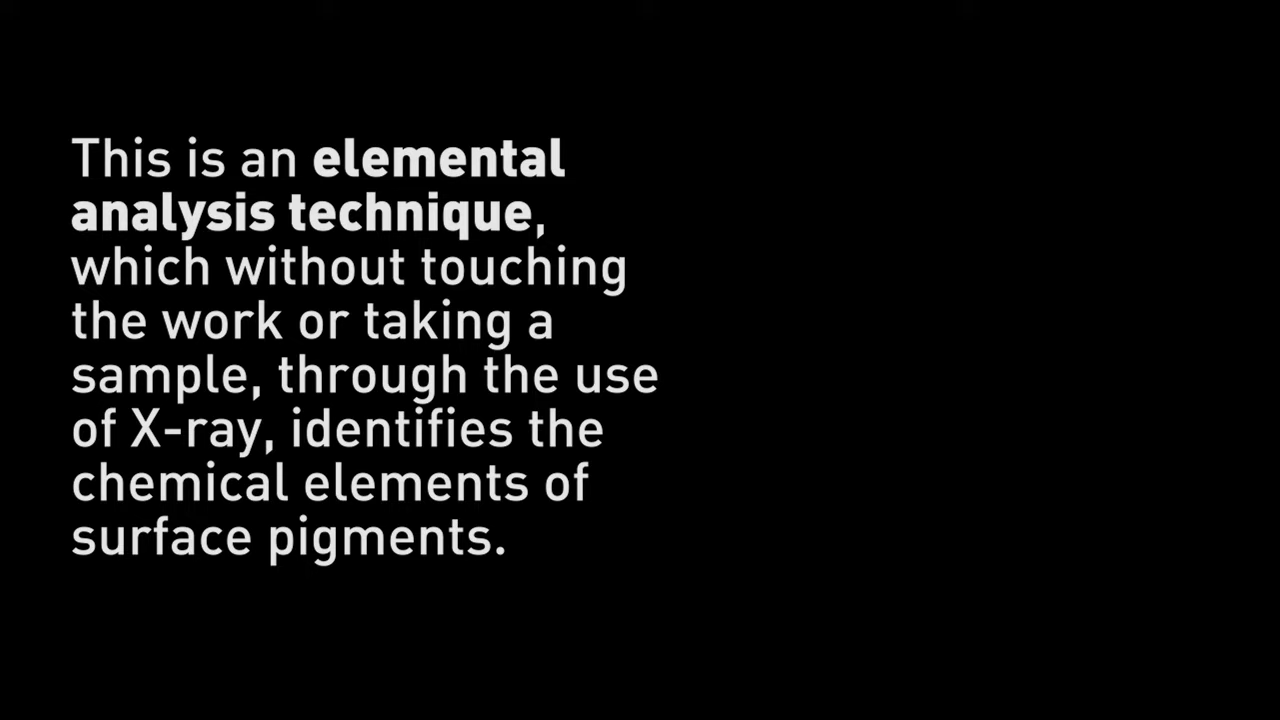 This is an elemental
analysis technique,
which without touching
the work or taking a
sample, through the use
of X-ray, identifies the
chemical elements of
surface pigments.